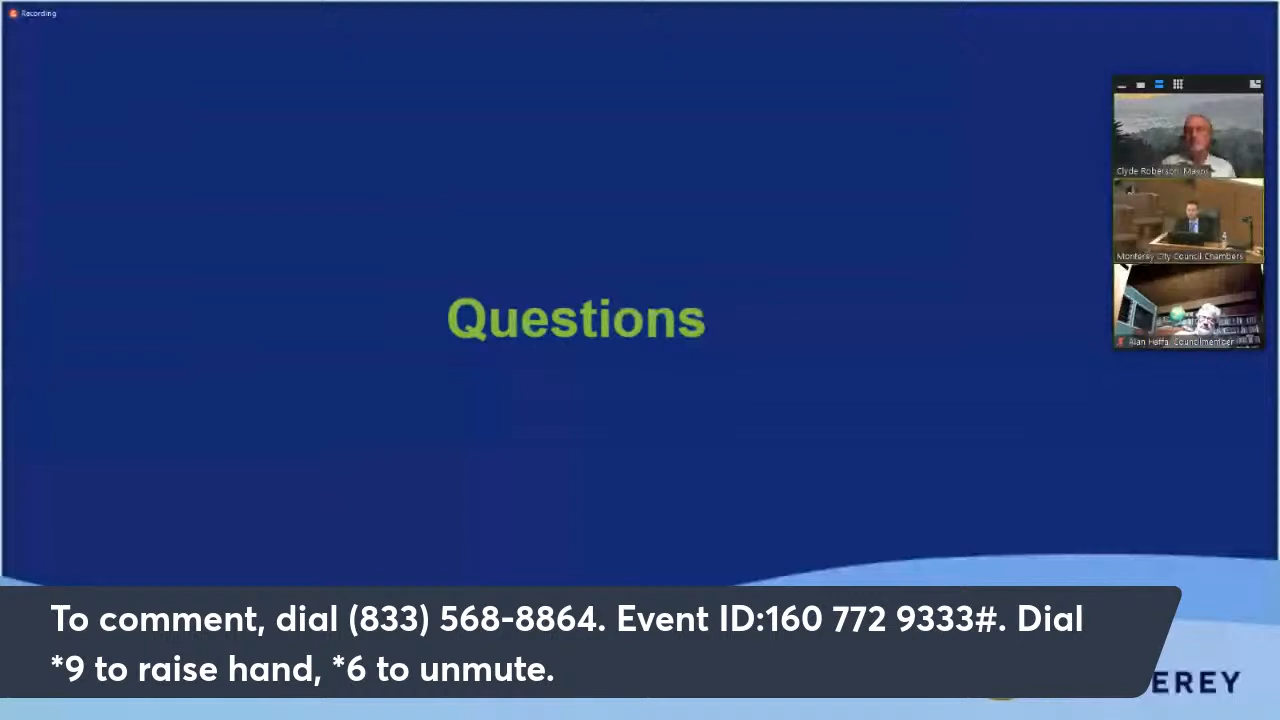 Recording
Clyde Roberson, Mayor
Monterey City Council Chambers
Alan Haffa, Councilmember
Questions
To comment, dial (833) 568-8864. Event ID:160 772 9333#. Dial
*9 to raise hand, *6 to unmute.
EREY